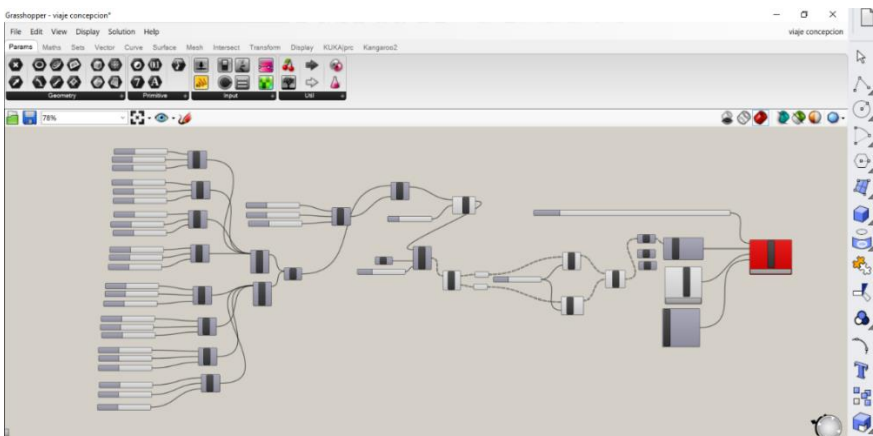 Grasshopper - viaje concepcion*
File Edit View Display Solution Help
viaje concepcion
Params Maths Sets Vector Curve Surface Mesh Intersect Transform Display KUKA|prc Kangaroo2
Geometry Primitive Input Util
78%